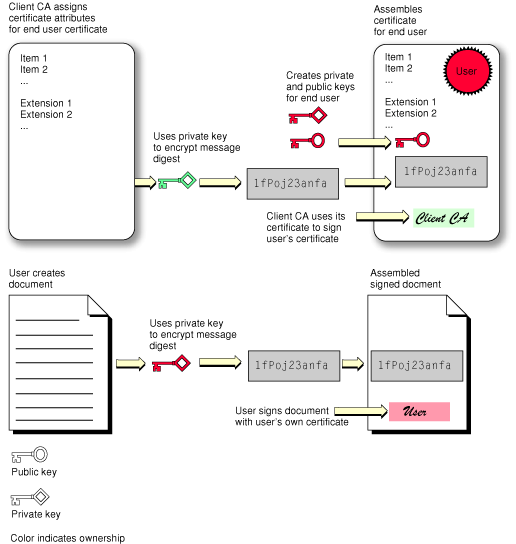 Client CA assigns
certificate attributes
for end user certificate
Item 1
Item 2
...
Extension 1
Extension 2
...
Uses private key
to encrypt message
digest
Creates private
and public keys
for end user
1fPoj23anfa
Client CA uses its
certificate to sign
user's certificate
Assembles
certificate
for end user
Item 1
Item 2
...
User
Extension 1
Extension 2
...
1fPoj23anfa
Client CA
User creates
document
Uses private key
to encrypt message
digest
1fPoj23anfa
User signs document
with user's own certificate
Assembled
signed docment
1fPoj23anfa
User
Public key
Private key
Color indicates ownership